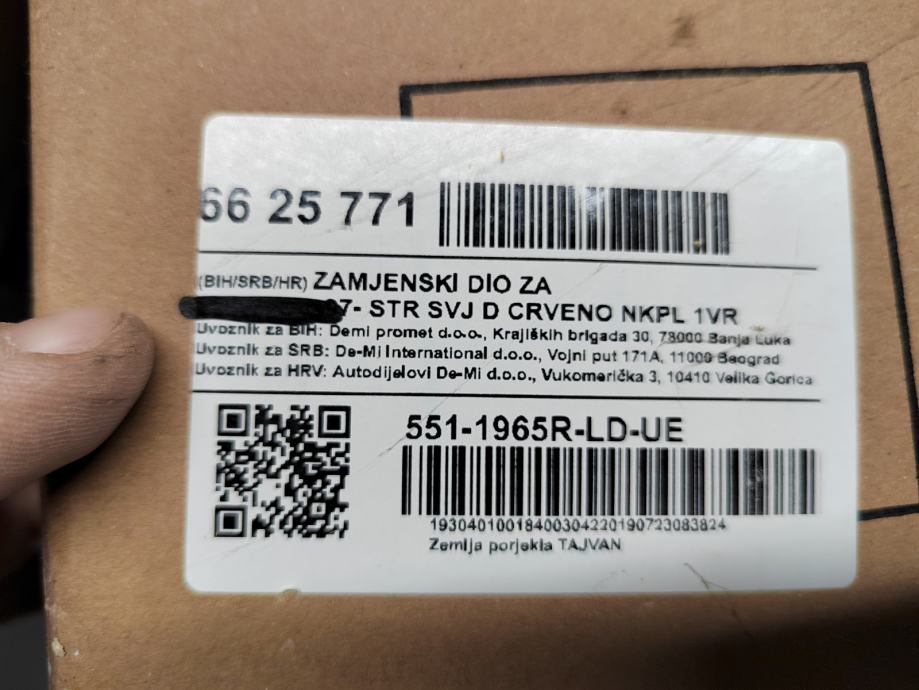 66 25 771
(BIH/SRB/HR) ZAMJENSKI DIO ZA
7- STR SVJ D CRVENO NKPL 1VR
Uvoznik za BIH: Demi promet d.o.o., Krajiških brigada 30, 78000 Banja Luka
Uvoznik za SRB: De-Mi International d.o.o., Vojni put 171A, 11000 Beograd
Uvoznik za HRV: Autodijelovi De-Mi d.o.o., Vukomerička 3, 10410 Velika Gorica
551-1965R-LD-UE
19304010018400304220190723083824
Zemlja porjekla TAJVAN